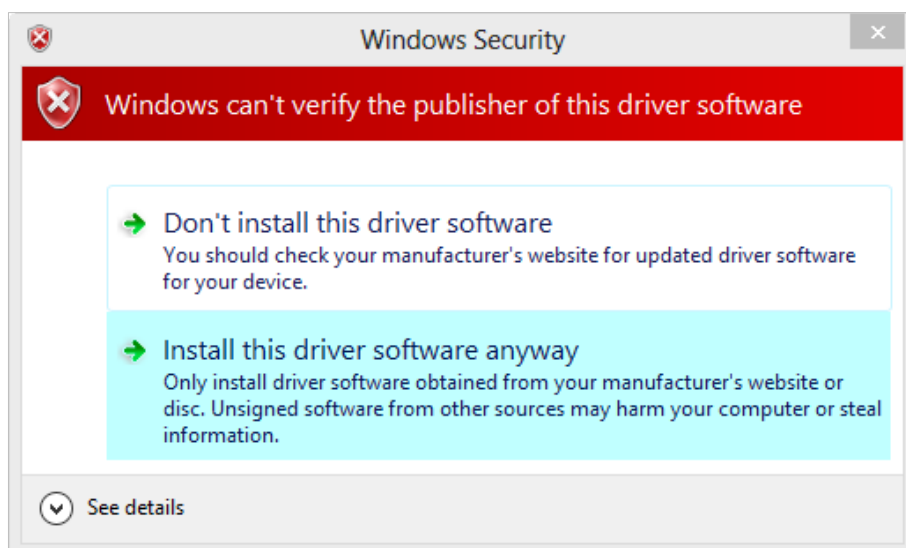 Windows Security
Windows can't verify the publisher of this driver software
Don't install this driver software
You should check your manufacturer's website for updated driver software
for your device.
Install this driver software anyway
Only install driver software obtained from your manufacturer's website or
disc. Unsigned software from other sources may harm your computer or steal
information.
See details